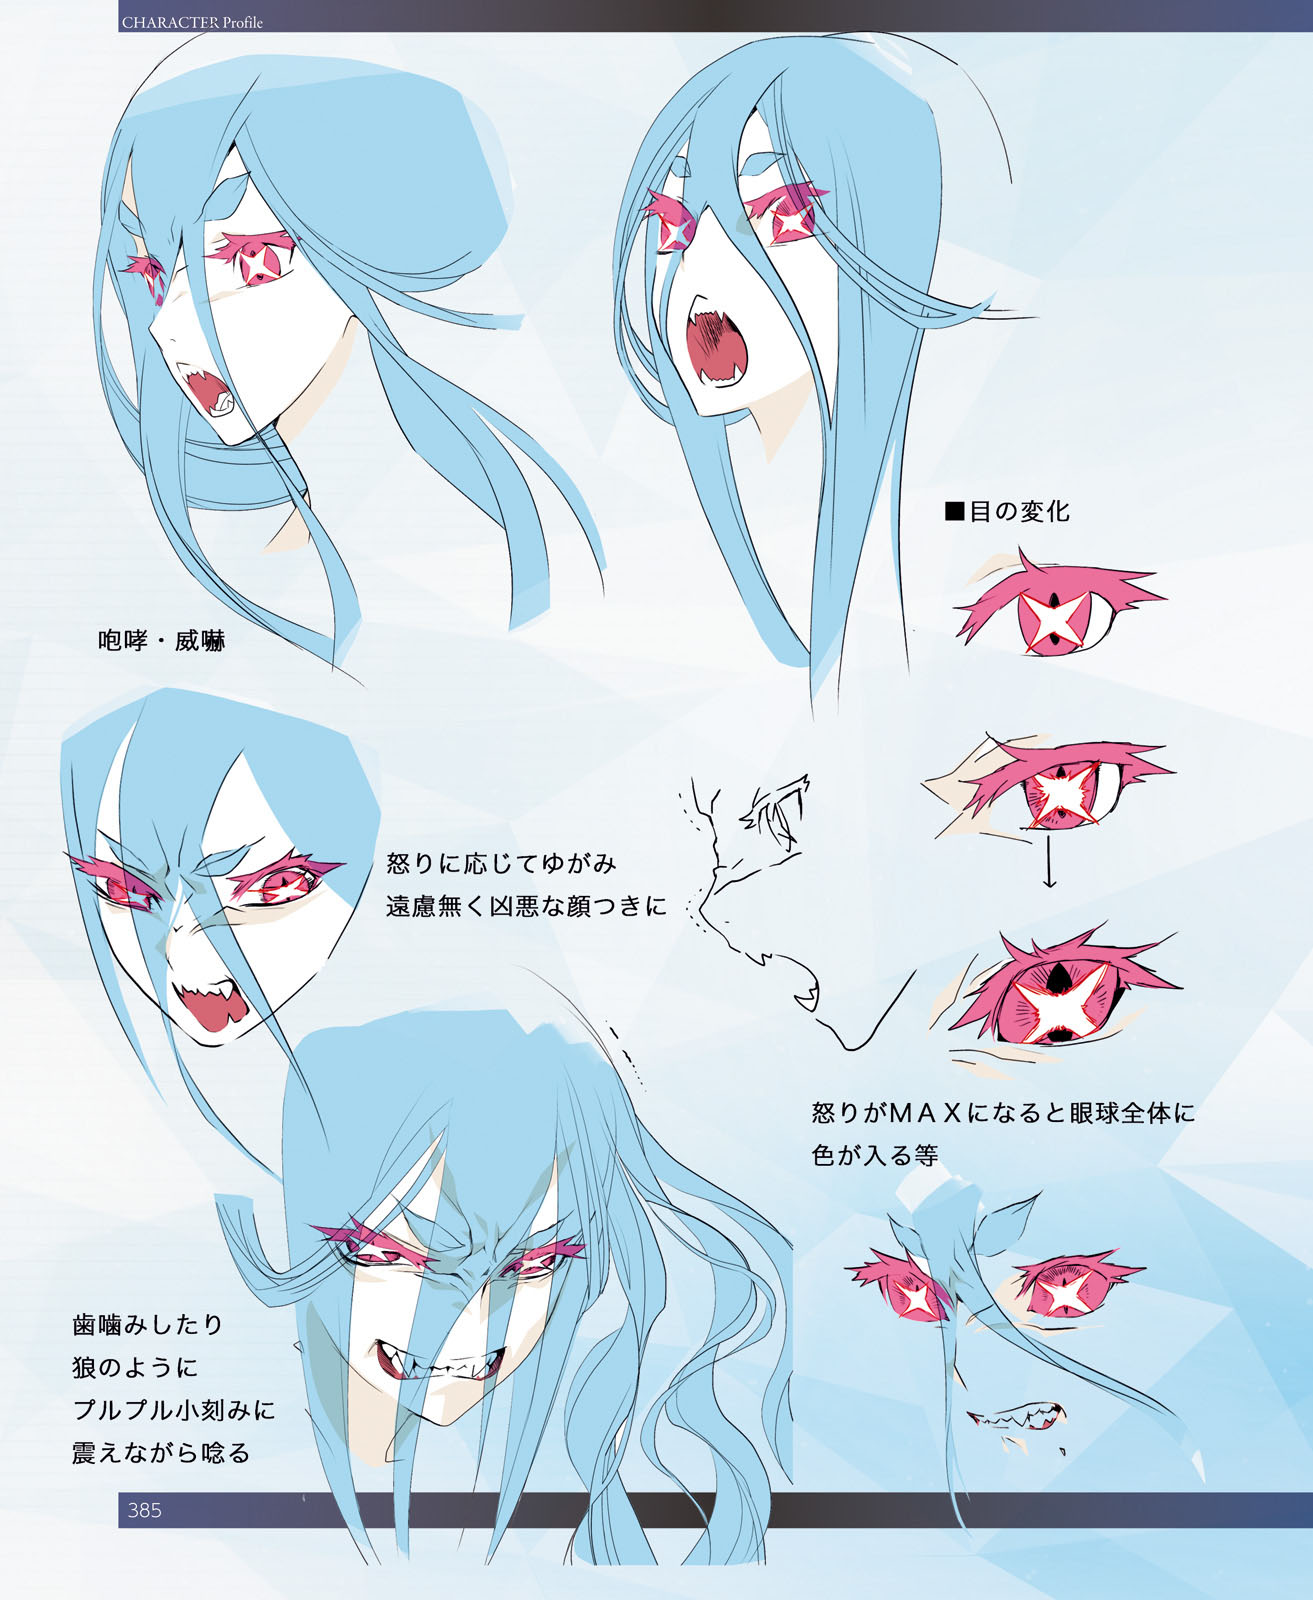 CHARACTER Profile
■目の変化
咆哮・威嚇
怒りに応じてゆがみ
遠慮無く凶悪な顔つきに
怒りがＭＡＸになると眼球全体に
色が入る等
歯噛みしたり
狼のように
プルプル小刻みに
震えながら唸る
385